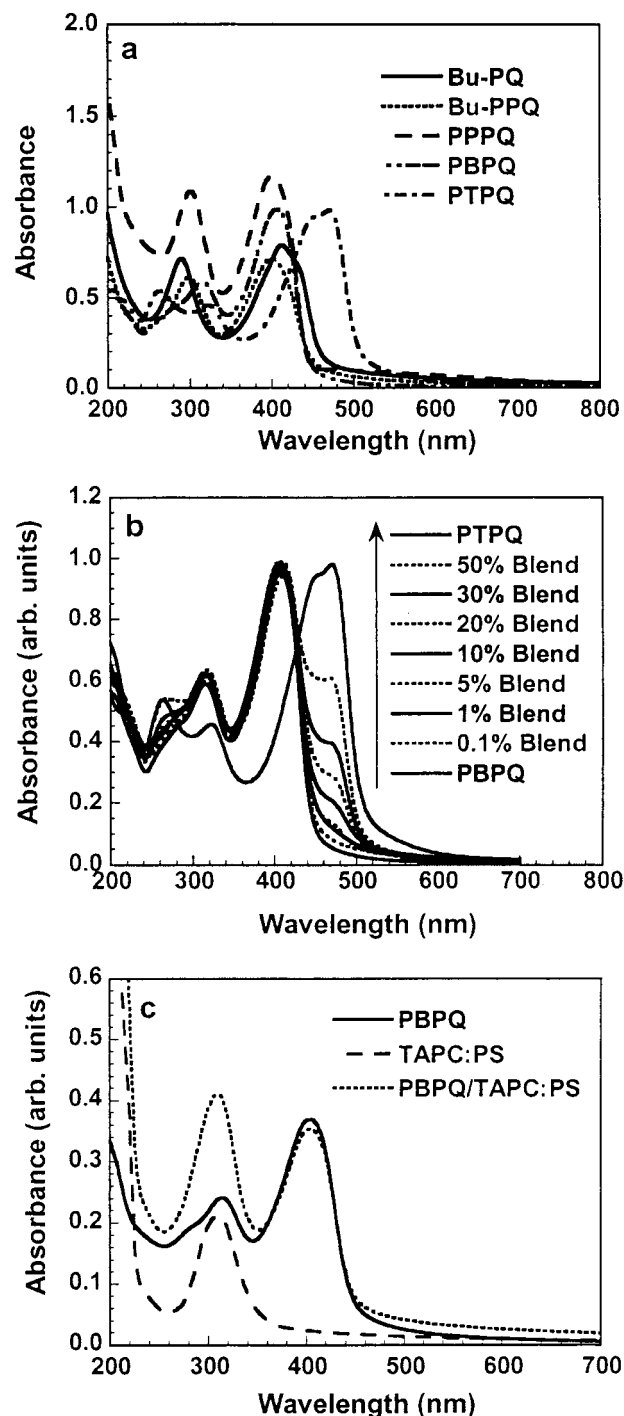 a
2.0
1.5
1.0
0.5
0.0
Absorbance
Bu-PQ
Bu-PPQ
PPPQ
PBPQ
PTPQ
200 300 400 500 600 700 800
Wavelength (nm)
b
1.2
1.0
0.8
0.6
0.4
0.2
0.0
Absorbance (arb. units)
PTPQ
50% Blend
30% Blend
20% Blend
10% Blend
5% Blend
1% Blend
0.1% Blend
PBPQ
200 300 400 500 600 700 800
Wavelength (nm)
c
0.6
0.5
0.4
0.3
0.2
0.1
0.0
Absorbance (arb. units)
PBPQ
TAPC:PS
PBPQ/TAPC:PS
200 300 400 500 600 700
Wavelength (nm)